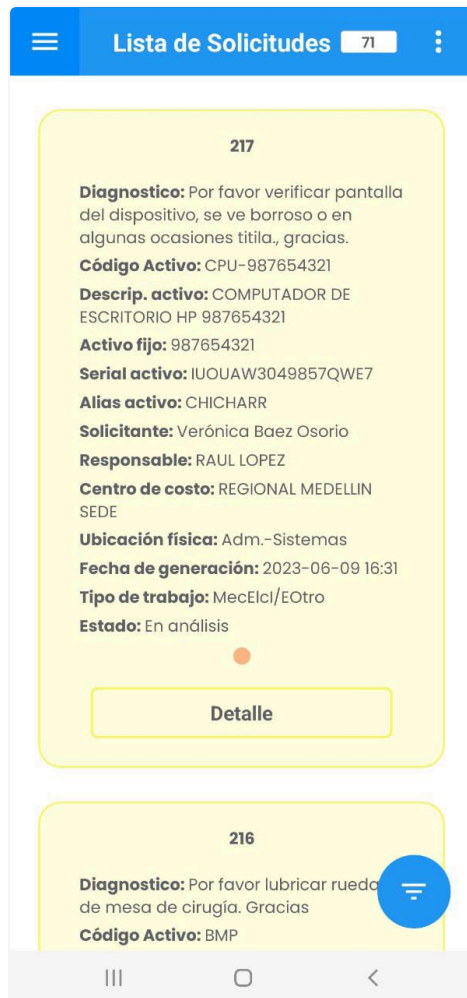 Lista de Solicitudes 71
217
Diagnostico: Por favor verificar pantalla
del dispositivo, se ve borroso o en
algunas ocasiones titila., gracias.
Código Activo: CPU-987654321
Descrip. activo: COMPUTADOR DE
ESCRITORIO HP 987654321
Activo fijo: 987654321
Serial activo: IUOUAW3049857QWE7
Alias activo: CHICHARR
Solicitante: Verónica Baez Osorio
Responsable: RAUL LOPEZ
Centro de costo: REGIONAL MEDELLIN
SEDE
Ubicación física: Adm.-Sistemas
Fecha de generación: 2023-06-09 16:31
Tipo de trabajo: MecElcI/EOtro
Estado: En análisis
Detalle
216
Diagnostico: Por favor lubricar rueda
de mesa de cirugía. Gracias
Código Activo: BMP